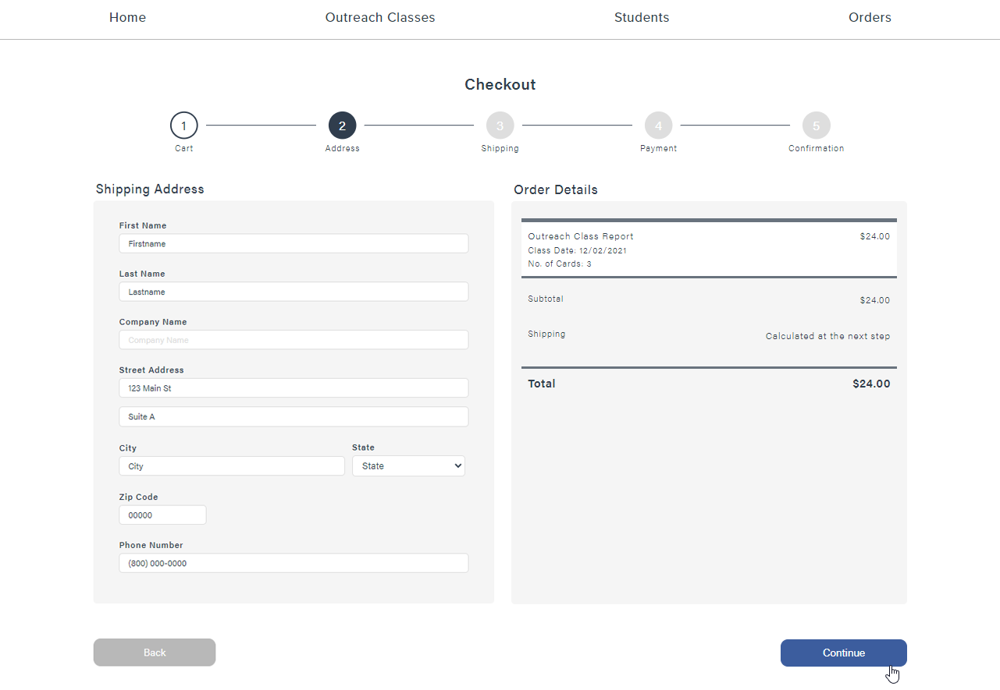 Home Outreach Classes Students Orders
Checkout
1 2 3 4 5
Cart Address Shipping Payment Confirmation
Shipping Address
First Name
Firstname
Last Name
Lastname
Company Name
Company Name
Street Address
123 Main St
Suite A
City State
City State
Zip Code
00000
Phone Number
(800) 000-0000
Order Details
Outreach Class Report $24.00
Class Date: 12/02/2021
No. of Cards: 3
Subtotal $24.00
Shipping Calculated at the next step
Total $24.00
Back Continue